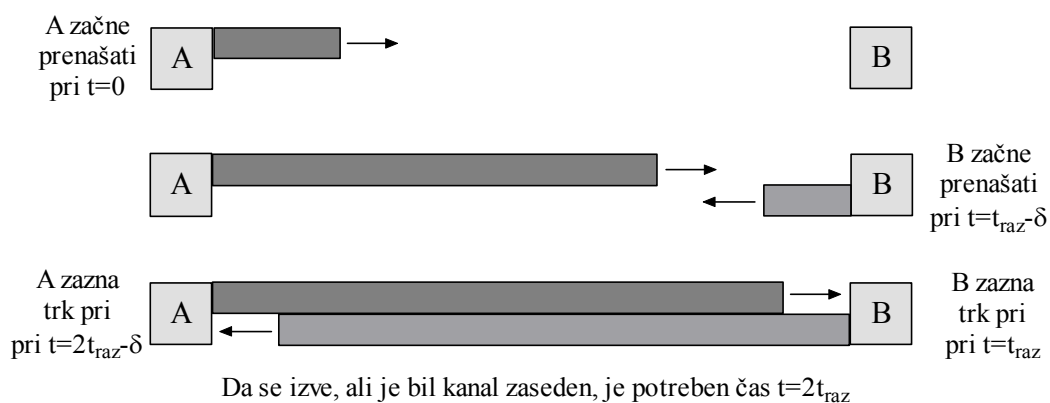 A začne
prenašati
pri t=0
A
B
A
B
B začne
prenašati
pri t=t_raz-δ
A zazna
trk pri
pri t=2t_raz-δ
A
B
B zazna
trk pri
pri t=t_raz
Da se izve, ali je bil kanal zaseden, je potreben čas t=2t_raz